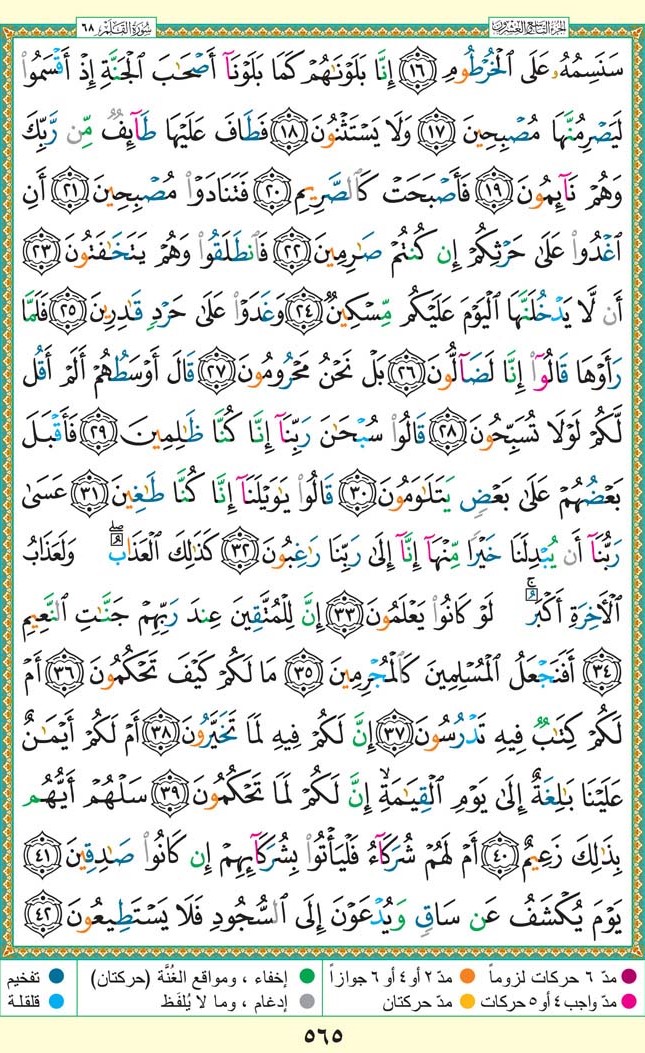 الجزء التاسع والعشرون
سورة القلم ٦٨
سَنَسِمُهُۥ عَلَى ٱلْخُرْطُومِ ١٦ إِنَّا بَلَوْنَٰهُمْ كَمَا بَلَوْنَآ أَصْحَٰبَ ٱلْجَنَّةِ إِذْ أَقْسَمُوا۟
لَيَصْرِمُنَّهَا مُصْبِحِينَ ١٧ وَلَا يَسْتَثْنُونَ ١٨ فَطَافَ عَلَيْهَا طَآئِفٌ مِّن رَّبِّكَ
وَهُمْ نَآئِمُونَ ١٩ فَأَصْبَحَتْ كَٱلصَّرِيمِ ٢٠ فَتَنَادَوْا۟ مُصْبِحِينَ ٢١ أَنِ
ٱغْدُوا۟ عَلَىٰ حَرْثِكُمْ إِن كُنتُمْ صَٰرِمِينَ ٢٢ فَٱنطَلَقُوا۟ وَهُمْ يَتَخَٰفَتُونَ ٢٣
أَن لَّا يَدْخُلَنَّهَا ٱلْيَوْمَ عَلَيْكُم مِّسْكِينٌ ٢٤ وَغَدَوْا۟ عَلَىٰ حَرْدٍ قَٰدِرِينَ ٢٥ فَلَمَّا
رَأَوْهَا قَالُوٓا۟ إِنَّا لَضَآلُّونَ ٢٦ بَلْ نَحْنُ مَحْرُومُونَ ٢٧ قَالَ أَوْسَطُهُمْ أَلَمْ أَقُل
لَّكُمْ لَوْلَا تُسَبِّحُونَ ٢٨ قَالُوا۟ سُبْحَٰنَ رَبِّنَآ إِنَّا كُنَّا ظَٰلِمِينَ ٢٩ فَأَقْبَلَ
بَعْضُهُمْ عَلَىٰ بَعْضٍ يَتَلَٰوَمُونَ ٣٠ قَالُوا۟ يَٰوَيْلَنَآ إِنَّا كُنَّا طَٰغِينَ ٣١ عَسَىٰ
رَبُّنَآ أَن يُبْدِلَنَا خَيْرًا مِّنْهَآ إِنَّآ إِلَىٰ رَبِّنَا رَٰغِبُونَ ٣٢ كَذَٰلِكَ ٱلْعَذَابُ ۖ وَلَعَذَابُ
ٱلْءَاخِرَةِ أَكْبَرُ ۚ لَوْ كَانُوا۟ يَعْلَمُونَ ٣٣ إِنَّ لِلْمُتَّقِينَ عِندَ رَبِّهِمْ جَنَّٰتِ ٱلنَّعِيمِ
٣٤ أَفَنَجْعَلُ ٱلْمُسْلِمِينَ كَٱلْمُجْرِمِينَ ٣٥ مَا لَكُمْ كَيْفَ تَحْكُمُونَ ٣٦ أَمْ
لَكُمْ كِتَٰبٌ فِيهِ تَدْرُسُونَ ٣٧ إِنَّ لَكُمْ فِيهِ لَمَا تَخَيَّرُونَ ٣٨ أَمْ لَكُمْ أَيْمَٰنٌ
عَلَيْنَا بَٰلِغَةٌ إِلَىٰ يَوْمِ ٱلْقِيَٰمَةِ ۙ إِنَّ لَكُمْ لَمَا تَحْكُمُونَ ٣٩ سَلْهُمْ أَيُّهُم
بِذَٰلِكَ زَعِيمٌ ٤٠ أَمْ لَهُمْ شُرَكَآءُ فَلْيَأْتُوا۟ بِشُرَكَآئِهِمْ إِن كَانُوا۟ صَٰدِقِينَ ٤١
يَوْمَ يُكْشَفُ عَن سَاقٍ وَيُدْعَوْنَ إِلَى ٱلسُّجُودِ فَلَا يَسْتَطِيعُونَ ٤٢
مدّ ٦ حركات لزوماً مدّ ٢ أو ٤ أو ٦ جوازاً إخفاء ، ومواقع الغُنَّة (حركتان) تفخيم
مدّ واجب ٤ أو ٥ حركات مدّ حركتان إدغام ، وما لا يُلفَظ قلقلة
٥٦٥